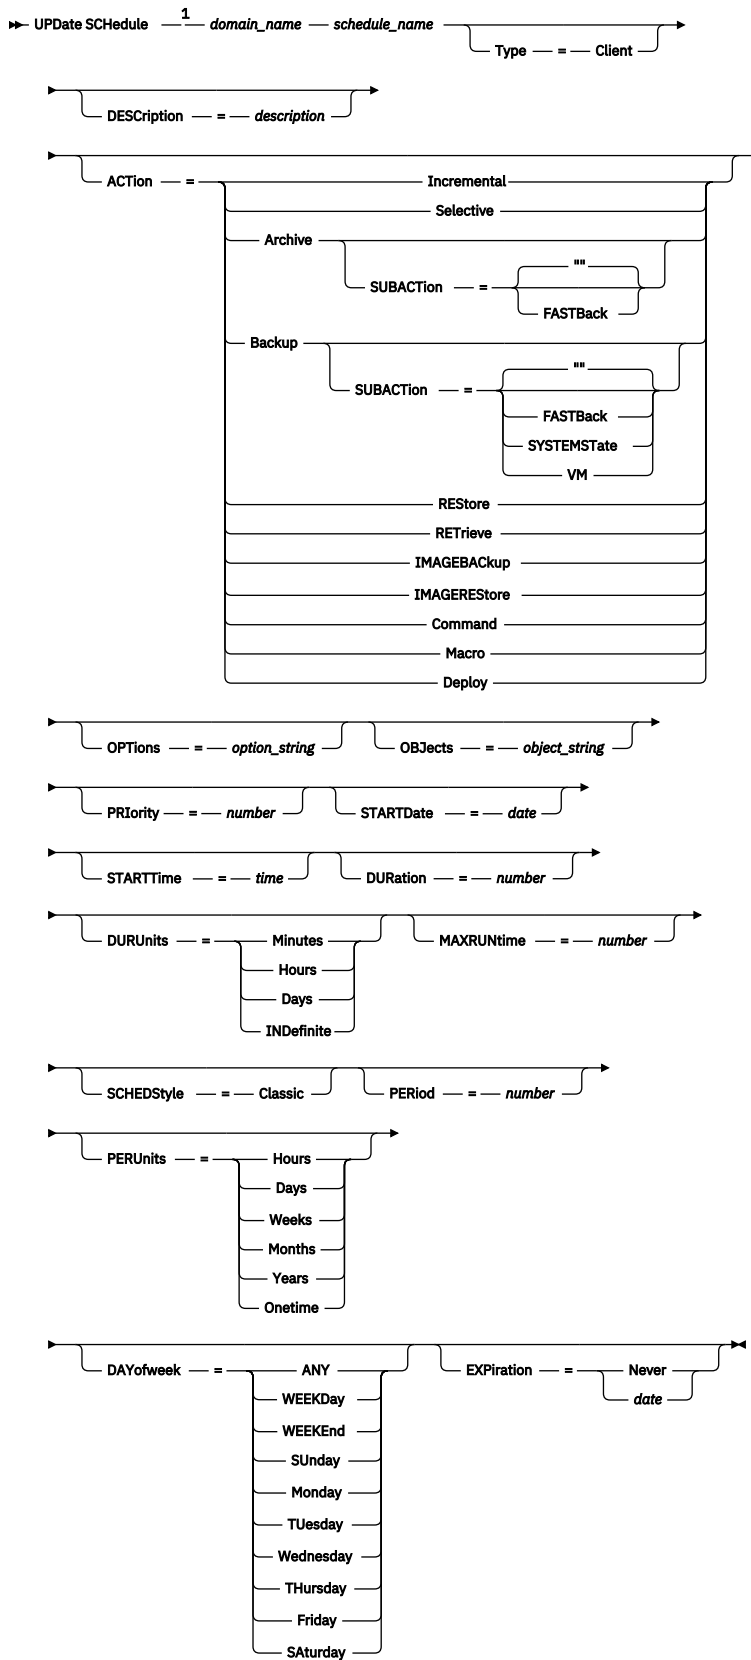 UPDate SCHedule 1 domain_name schedule_name
Type = Client
DESCription = description
ACTion = Incremental
Selective
Archive
""
SUBACTion =
FASTBack
Backup
""
SUBACTion =
FASTBack
SYSTEMSTate
VM
REStore
RETrieve
IMAGEBACkup
IMAGEREStore
Command
Macro
Deploy
OPTions = option_string OBJects = object_string
PRIority = number STARTDate = date
STARTTime = time DURation = number
DURUnits = Minutes MAXRUNtime = number
Hours
Days
INDefinite
SCHEDStyle = Classic PERiod = number
PERUnits = Hours
Days
Weeks
Months
Years
Onetime
DAYofweek = ANY EXPiration = Never
WEEKDay date
WEEKEnd
SUnday
Monday
TUesday
Wednesday
THursday
Friday
SAturday